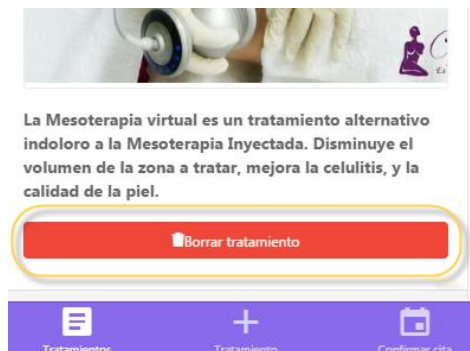 La Mesoterapia virtual es un tratamiento alternativo
indoloro a la Mesoterapia Inyectada. Disminuye el
volumen de la zona a tratar, mejora la celulitis, y la
calidad de la piel.
Borrar tratamiento
Tratamientos
Tratamiento
Confirmar cita